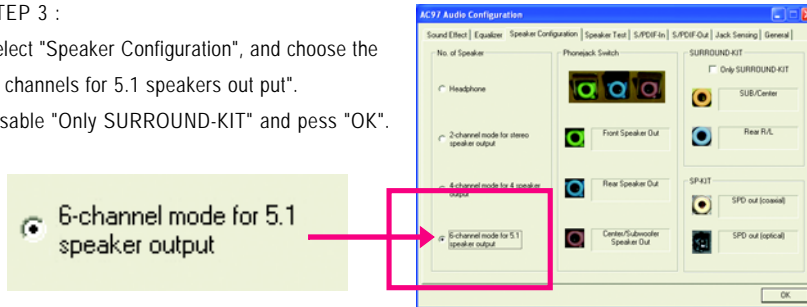 TEP 3 :
elect "Speaker Configuration", and choose the
channels for 5.1 speakers out put".
sable "Only SURROUND-KIT" and pess "OK".
6-channel mode for 5.1
speaker output
AC97 Audio Configuration
Sound Effect | Equalizer | Speaker Configuration | Speaker Test | S/PDIF-In | S/PDIF-Out | Jack Sensing | General
No. of Speaker
Headphone
2-channel mode for stereo
speaker output
4-channel mode for 4 speaker
output
6-channel mode for 5.1
speaker output
Phonejack Switch
Front Speaker Out
Rear Speaker Out
Center/Subwoofer
Speaker Out
SURROUND-KIT
Only SURROUND-KIT
SUB/Center
Rear R/L
SP-KIT
SPD out (coaxial)
SPD out (optical)
OK